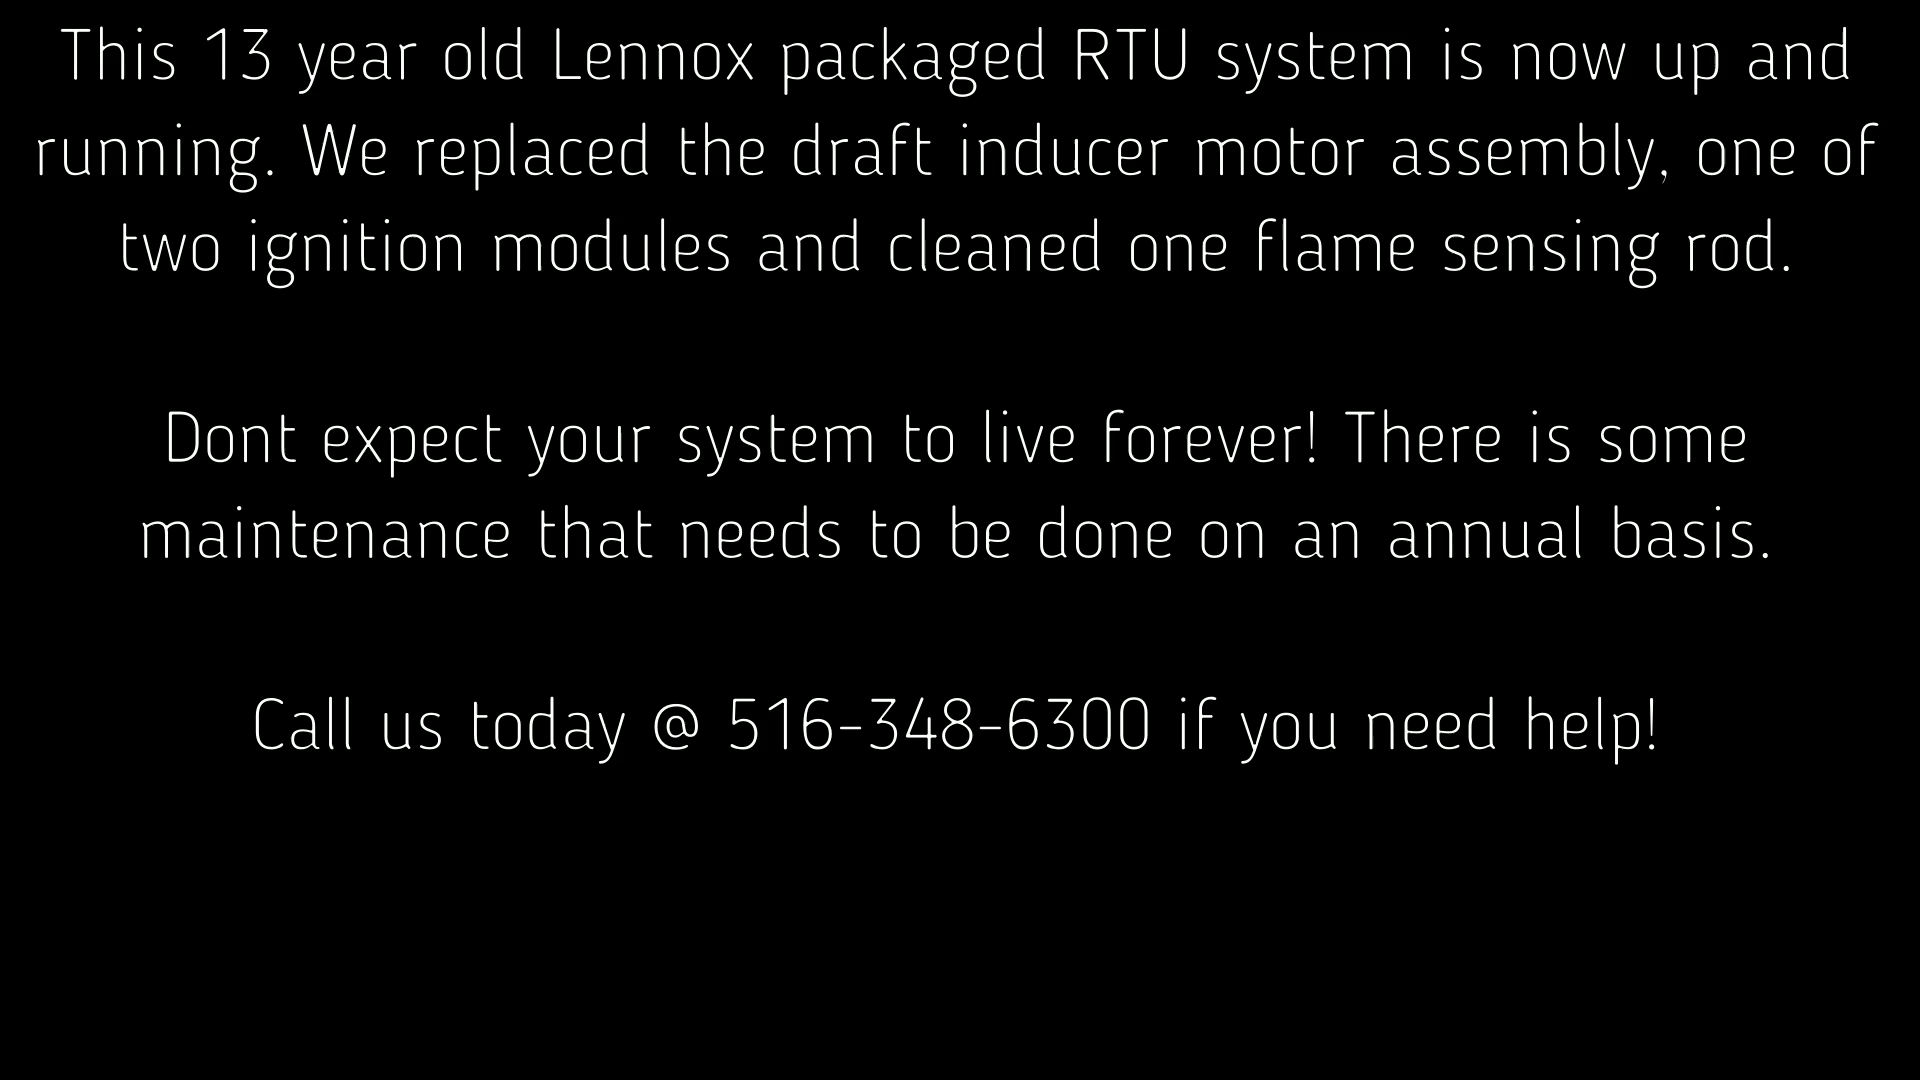 This 13 year old Lennox packaged RTU system is now up and
running. We replaced the draft inducer motor assembly, one of
two ignition modules and cleaned one flame sensing rod.
Dont expect your system to live forever! There is some
maintenance that needs to be done on an annual basis.
Call us today @ 516-348-6300 if you need help!